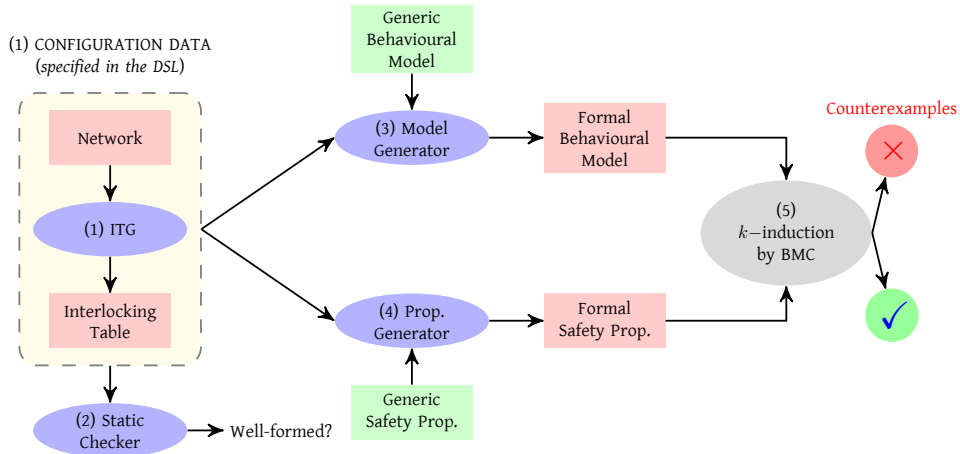 (1) CONFIGURATION DATA
(specified in the DSL)
Network
(1) ITG
Interlocking
Table
(2) Static
Checker
Well-formed?
Generic
Behavioural
Model
(3) Model
Generator
Formal
Behavioural
Model
(4) Prop.
Generator
Formal
Safety Prop.
Generic
Safety Prop.
(5)
k−induction
by BMC
Counterexamples